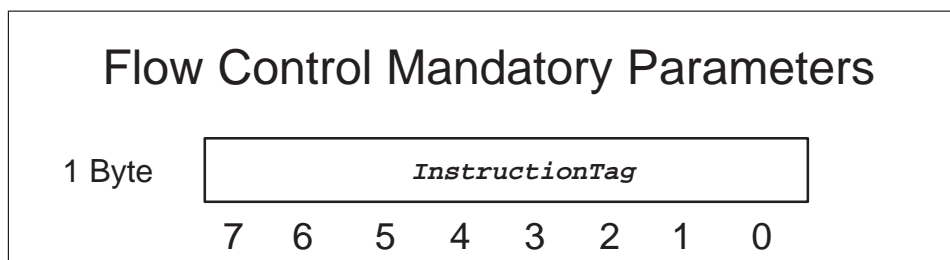 Flow Control Mandatory Parameters
1 Byte InstructionTag
7 6 5 4 3 2 1 0